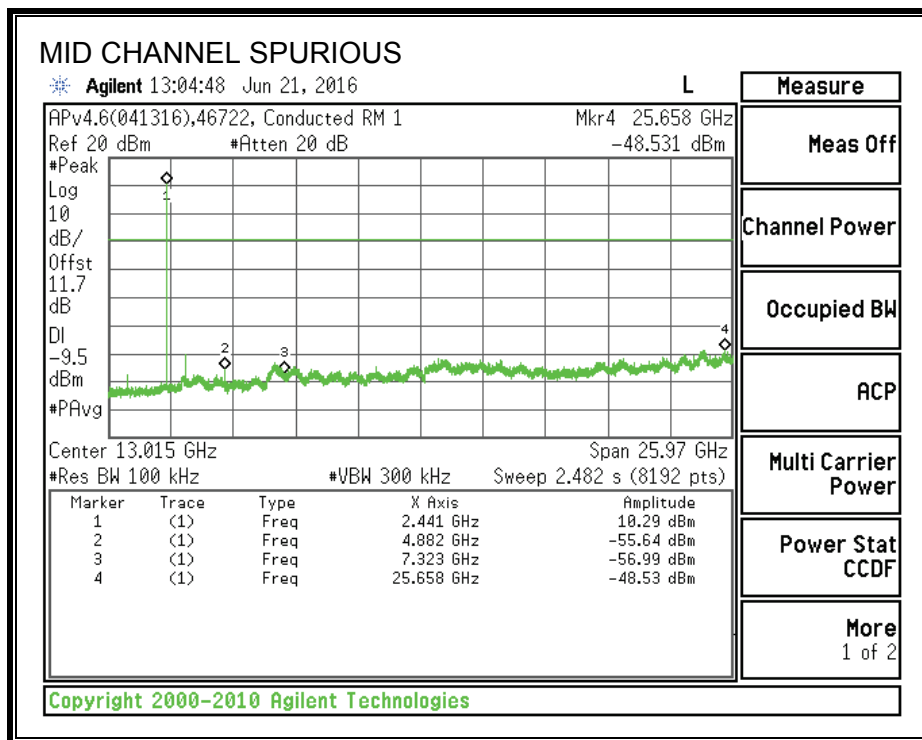 MID CHANNEL SPURIOUS
Agilent 13:04:48 Jun 21, 2016 L
APv4.6(041316),46722, Conducted RM 1 Mkr4 25.658 GHz
Ref 20 dBm #Atten 20 dB -48.531 dBm
#Peak
Log
10
dB/
Offst
11.7
dB
DI
-9.5
dBm
#PAvg
1
2
3
4
Center 13.015 GHz Span 25.97 GHz
#Res BW 100 kHz #VBW 300 kHz Sweep 2.482 s (8192 pts)
Marker Trace Type X Axis Amplitude
1 (1) Freq 2.441 GHz 10.29 dBm
2 (1) Freq 4.882 GHz -55.64 dBm
3 (1) Freq 7.323 GHz -56.99 dBm
4 (1) Freq 25.658 GHz -48.53 dBm
Measure
Meas Off
Channel Power
Occupied BW
ACP
Multi Carrier
Power
Power Stat
CCDF
More
1 of 2
Copyright 2000-2010 Agilent Technologies